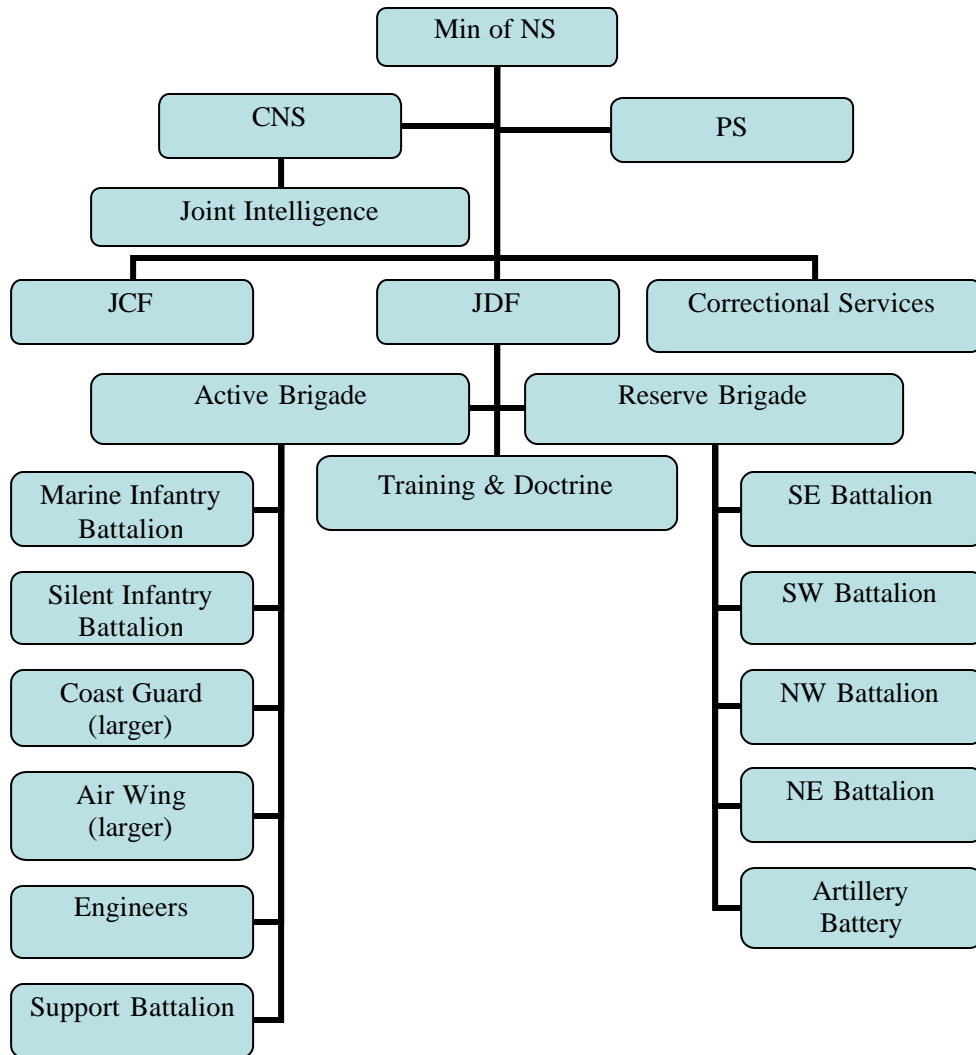 Min of NS
CNS
PS
Joint Intelligence
JCF
JDF
Correctional Services
Active Brigade
Reserve Brigade
Training & Doctrine
Marine Infantry
Battalion
SE Battalion
Silent Infantry
Battalion
SW Battalion
Coast Guard
(larger)
NW Battalion
Air Wing
(larger)
NE Battalion
Engineers
Artillery
Battery
Support Battalion